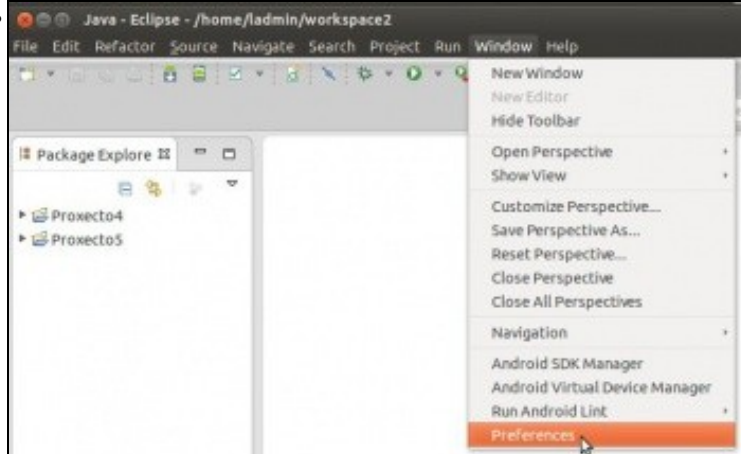 Java - Eclipse - /home/ladmin/workspace2
File Edit Refactor Source Navigate Search Project Run Window Help
New Window
New Editor
Hide Toolbar
Package Explore
Open Perspective
Show View
Proxecto4
Proxecto5
Customize Perspective...
Save Perspective As...
Reset Perspective...
Close Perspective
Close All Perspectives
Navigation
Android SDK Manager
Android Virtual Device Manager
Run Android Lint
Preferences